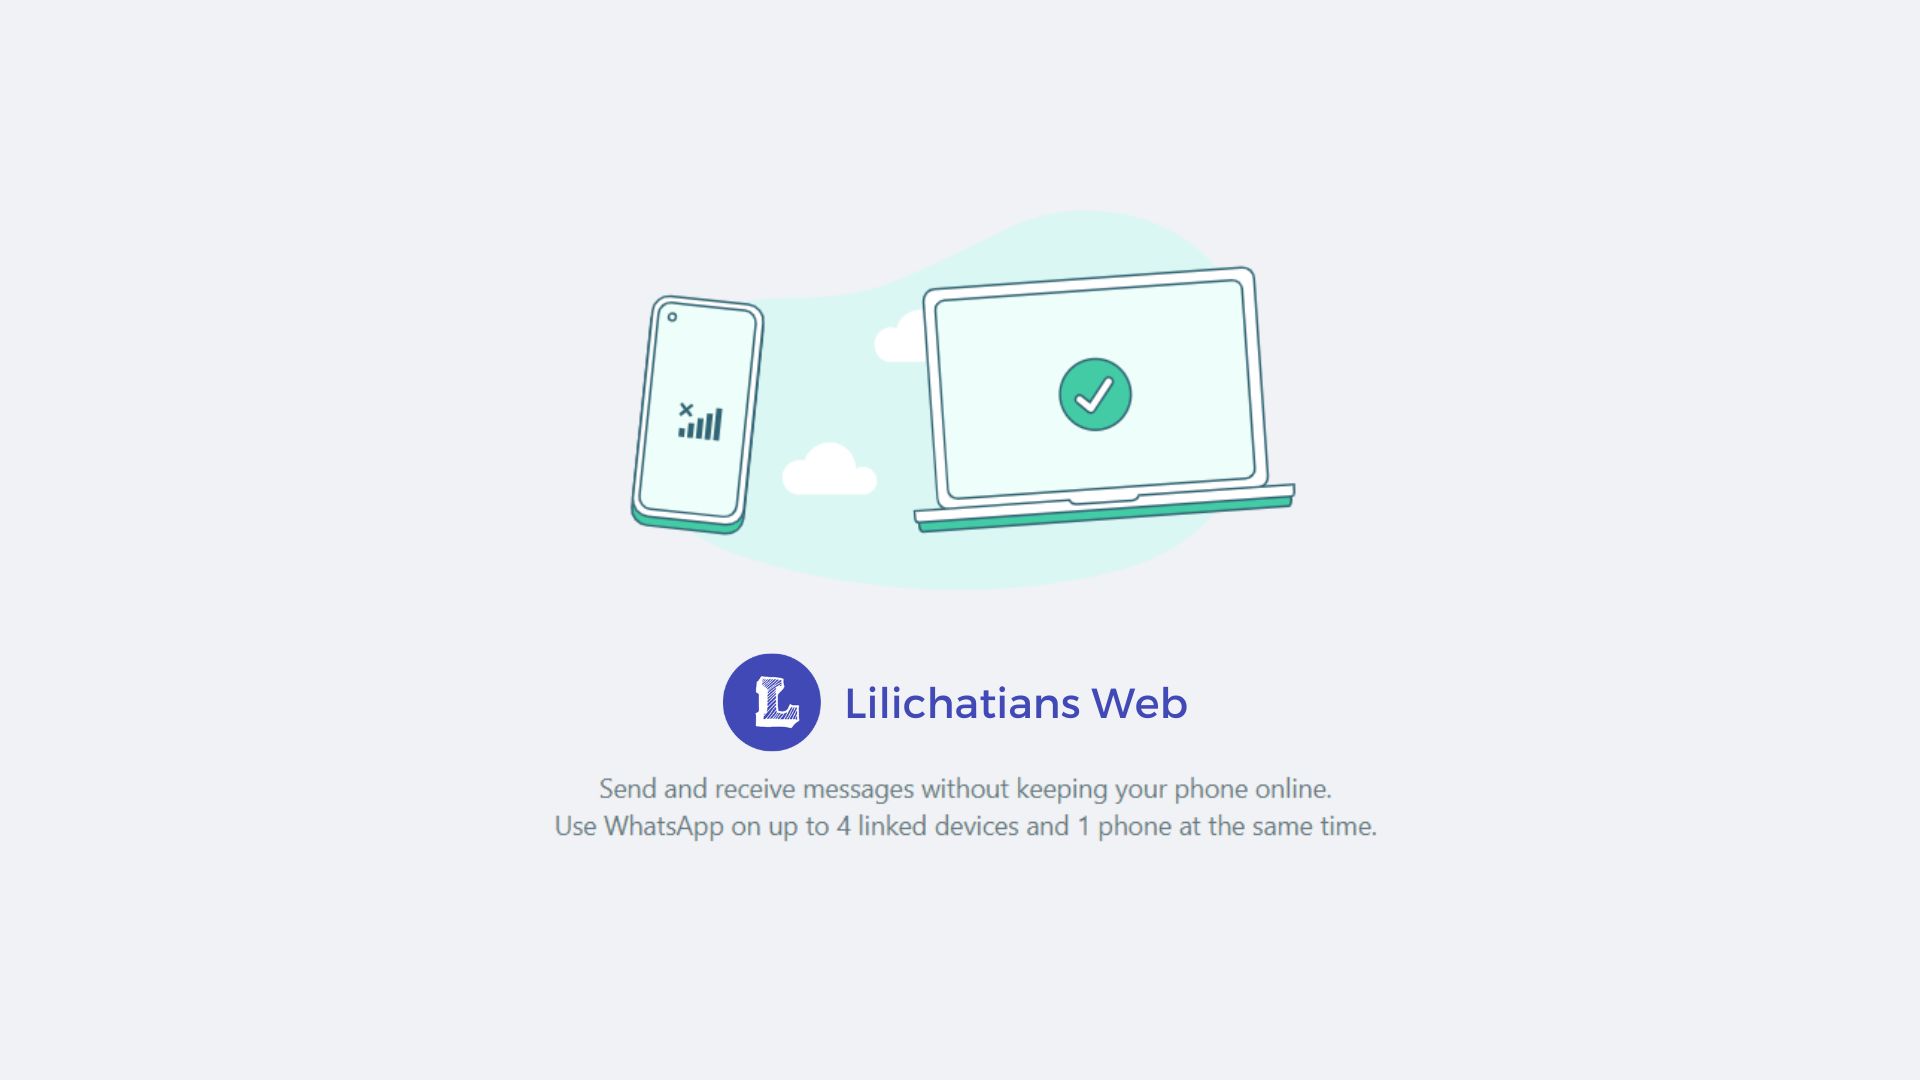 L
Lilichatians Web
Send and receive messages without keeping your phone online.
Use WhatsApp on up to 4 linked devices and 1 phone at the same time.